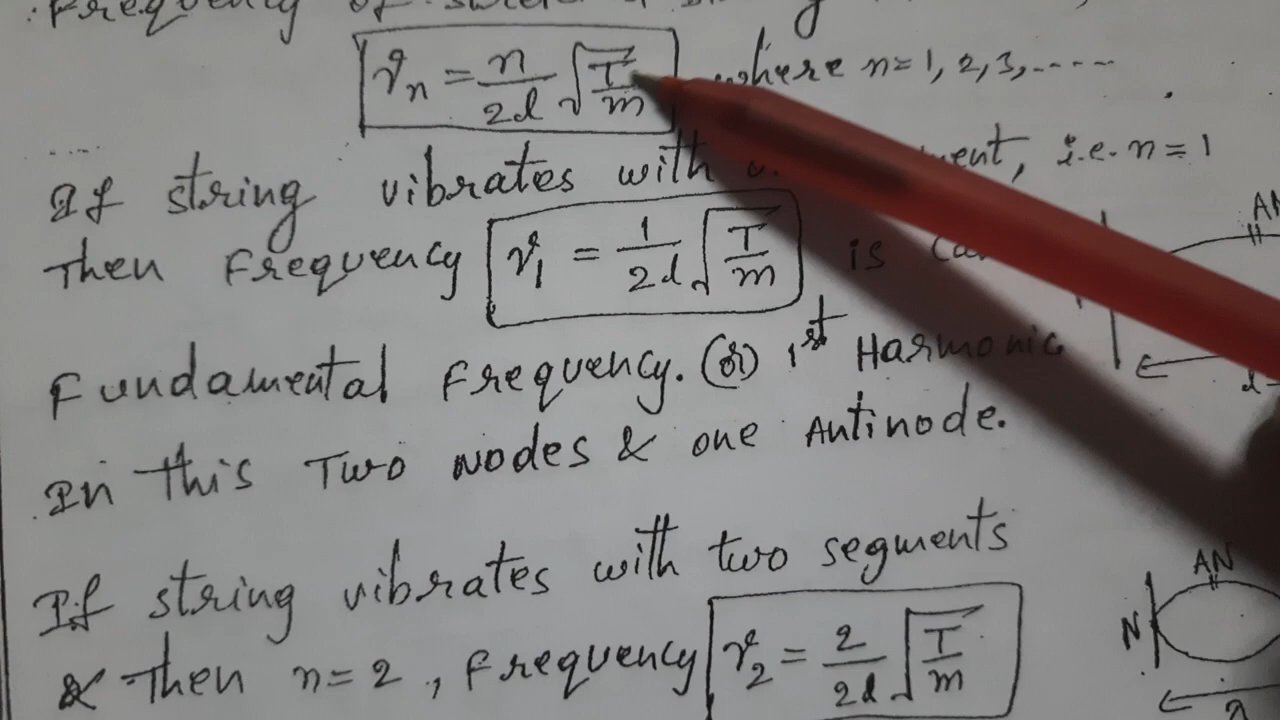 Frequency of
νn = n/2l √T/m where n = 1, 2, 3, .....
If string vibrates with i.e. n = 1
Then Frequency ν1 = 1/2l √T/m is
Fundamental Frequency. (or) 1st Harmonic
In this Two Nodes & one Antinode.
If string vibrates with two segments
& Then n = 2, Frequency ν2 = 2/2l √T/m
AN
l
AN
N